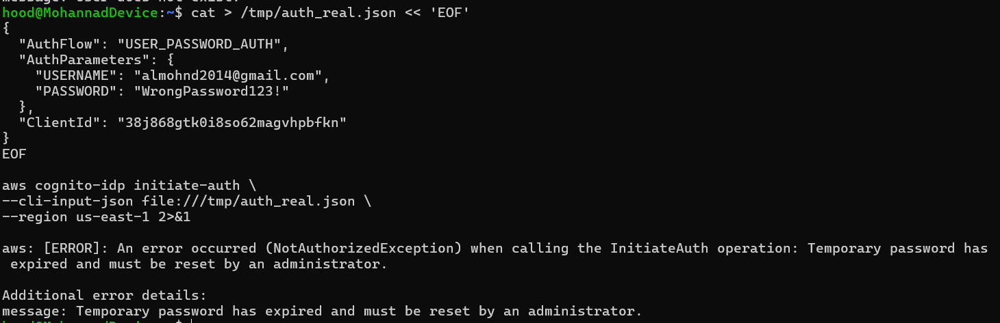 hood@MohannadDevice:~$ cat > /tmp/auth_real.json << 'EOF'
{
  "AuthFlow": "USER_PASSWORD_AUTH",
  "AuthParameters": {
    "USERNAME": "almohnd2014@gmail.com",
    "PASSWORD": "WrongPassword123!"
  },
  "ClientId": "38j868gtk0i8so62magvhpbfkn"
}
EOF

aws cognito-idp initiate-auth \
--cli-input-json file:///tmp/auth_real.json \
--region us-east-1 2>&1

aws: [ERROR]: An error occurred (NotAuthorizedException) when calling the InitiateAuth operation: Temporary password has
 expired and must be reset by an administrator.

Additional error details:
message: Temporary password has expired and must be reset by an administrator.